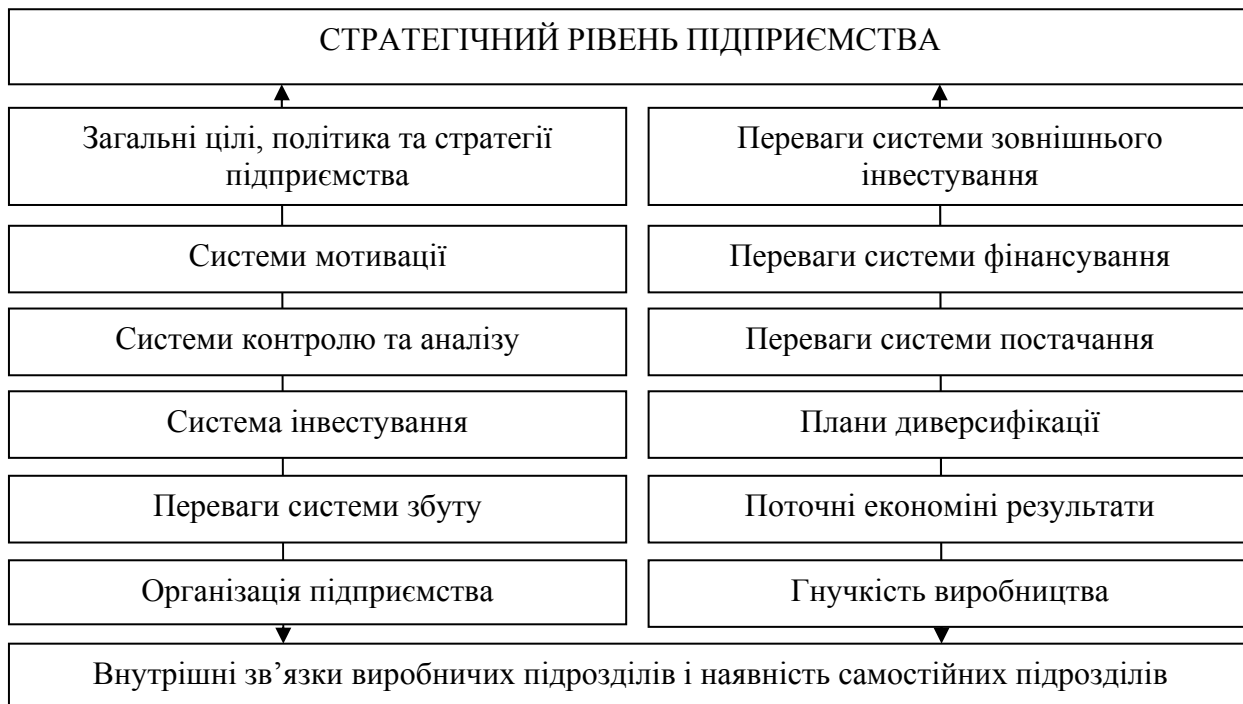 СТРАТЕГІЧНИЙ РІВЕНЬ ПІДПРИЄМСТВА
Загальні цілі, політика та стратегії
підприємства
Переваги системи зовнішнього
інвестування
Системи мотивації
Переваги системи фінансування
Системи контролю та аналізу
Переваги системи постачання
Система інвестування
Плани диверсифікації
Переваги системи збуту
Поточні економіні результати
Організація підприємства
Гнучкість виробництва
Внутрішні зв’язки виробничих підрозділів і наявність самостійних підрозділів